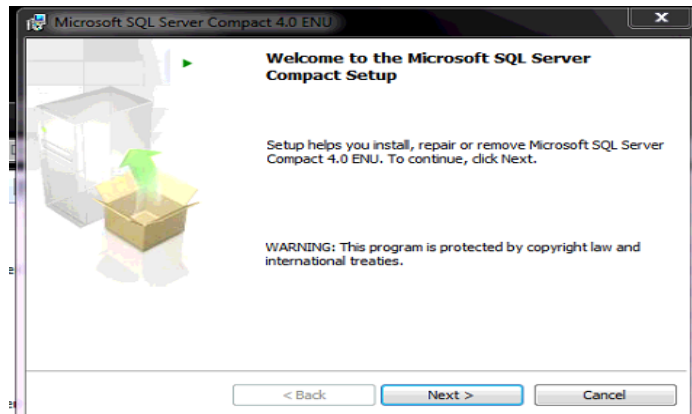 Microsoft SQL Server Compact 4.0 ENU
Welcome to the Microsoft SQL Server
Compact Setup
Setup helps you install, repair or remove Microsoft SQL Server
Compact 4.0 ENU. To continue, click Next.
WARNING: This program is protected by copyright law and
international treaties.
< Back
Next >
Cancel